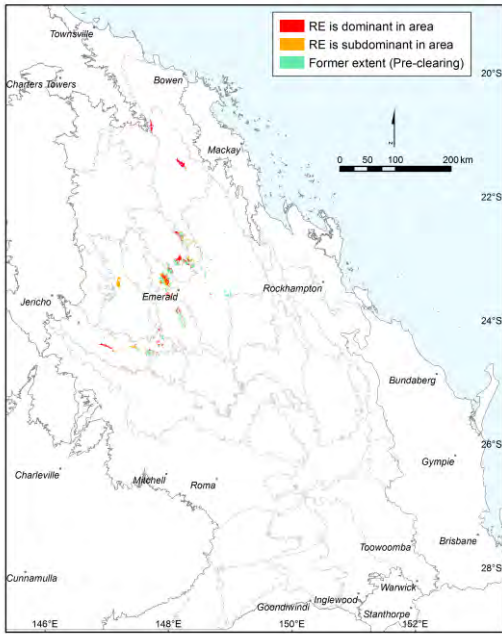 RE is dominant in area
RE is subdominant in area
Former extent (Pre-clearing)
Townsville
20°S
Bowen
Charters Towers
Mackay
0 50 100 200 km
22°S
Emerald
Rockhampton
Jericho
24°S
Bundaberg
26°S
Gympie
Charleville
Mitchell
Roma
Brisbane
Toowoomba
28°S
Cunnamulla
Warwick
Inglewood
Goondiwindi
Stanthorpe
146°E
148°E
150°E
152°E